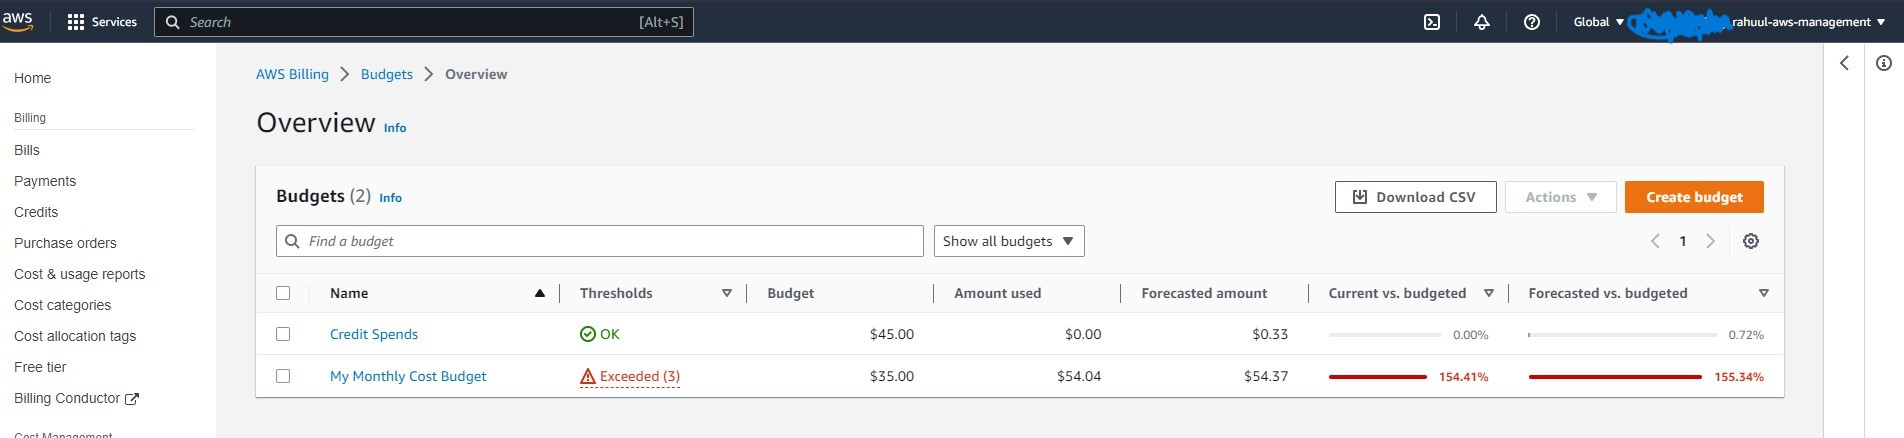 aws Services Search [Alt+S] Global rahuul-aws-management
Home
Billing
Bills
Payments
Credits
Purchase orders
Cost & usage reports
Cost categories
Cost allocation tags
Free tier
Billing Conductor
Cost Management
AWS Billing Budgets Overview
Overview Info
Budgets (2) Info Download CSV Actions Create budget
Find a budget Show all budgets 1
Name Thresholds Budget Amount used Forecasted amount Current vs. budgeted Forecasted vs. budgeted
Credit Spends OK $45.00 $0.00 $0.33 0.00% 0.72%
My Monthly Cost Budget Exceeded (3) $35.00 $54.04 $54.37 154.41% 155.34%